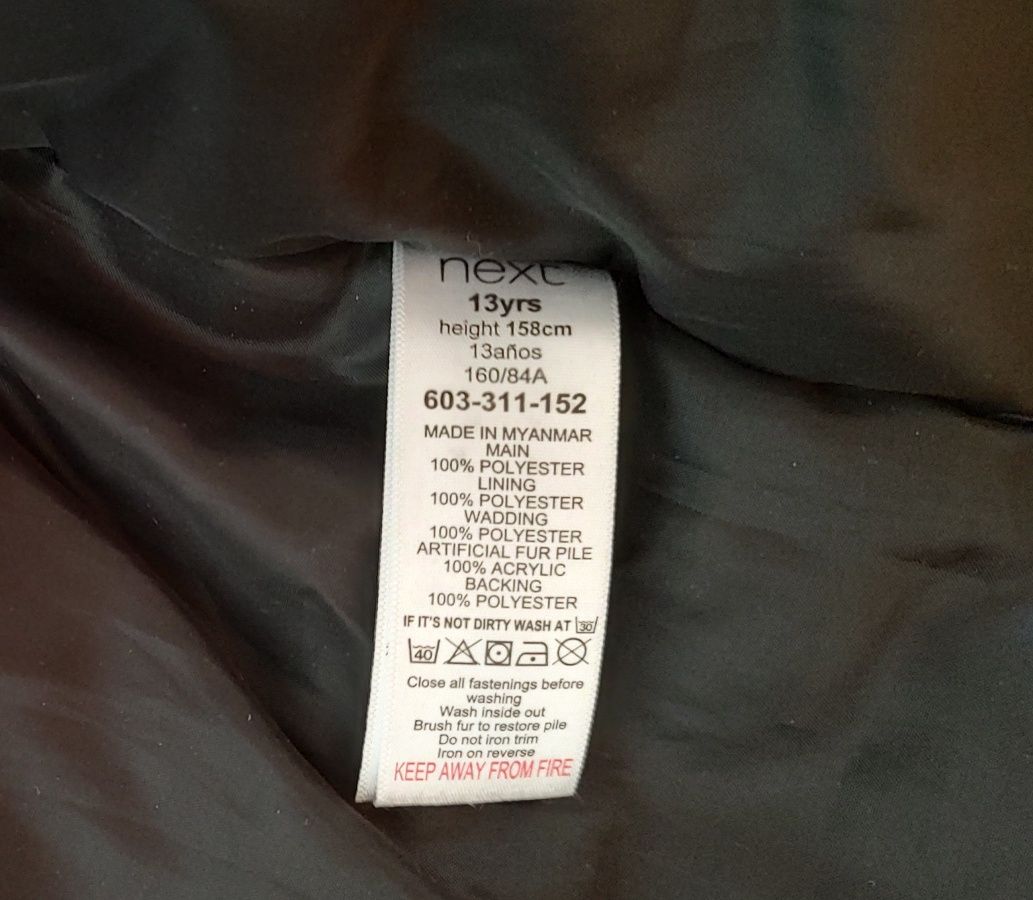 next
13yrs
height 158cm
13años
160/84A
603-311-152
MADE IN MYANMAR
MAIN
100% POLYESTER
LINING
100% POLYESTER
WADDING
100% POLYESTER
ARTIFICIAL FUR PILE
100% ACRYLIC
BACKING
100% POLYESTER
IF IT'S NOT DIRTY WASH AT 30
40
Close all fastenings before
washing
Wash inside out
Brush fur to restore pile
Do not iron trim
Iron on reverse
KEEP AWAY FROM FIRE